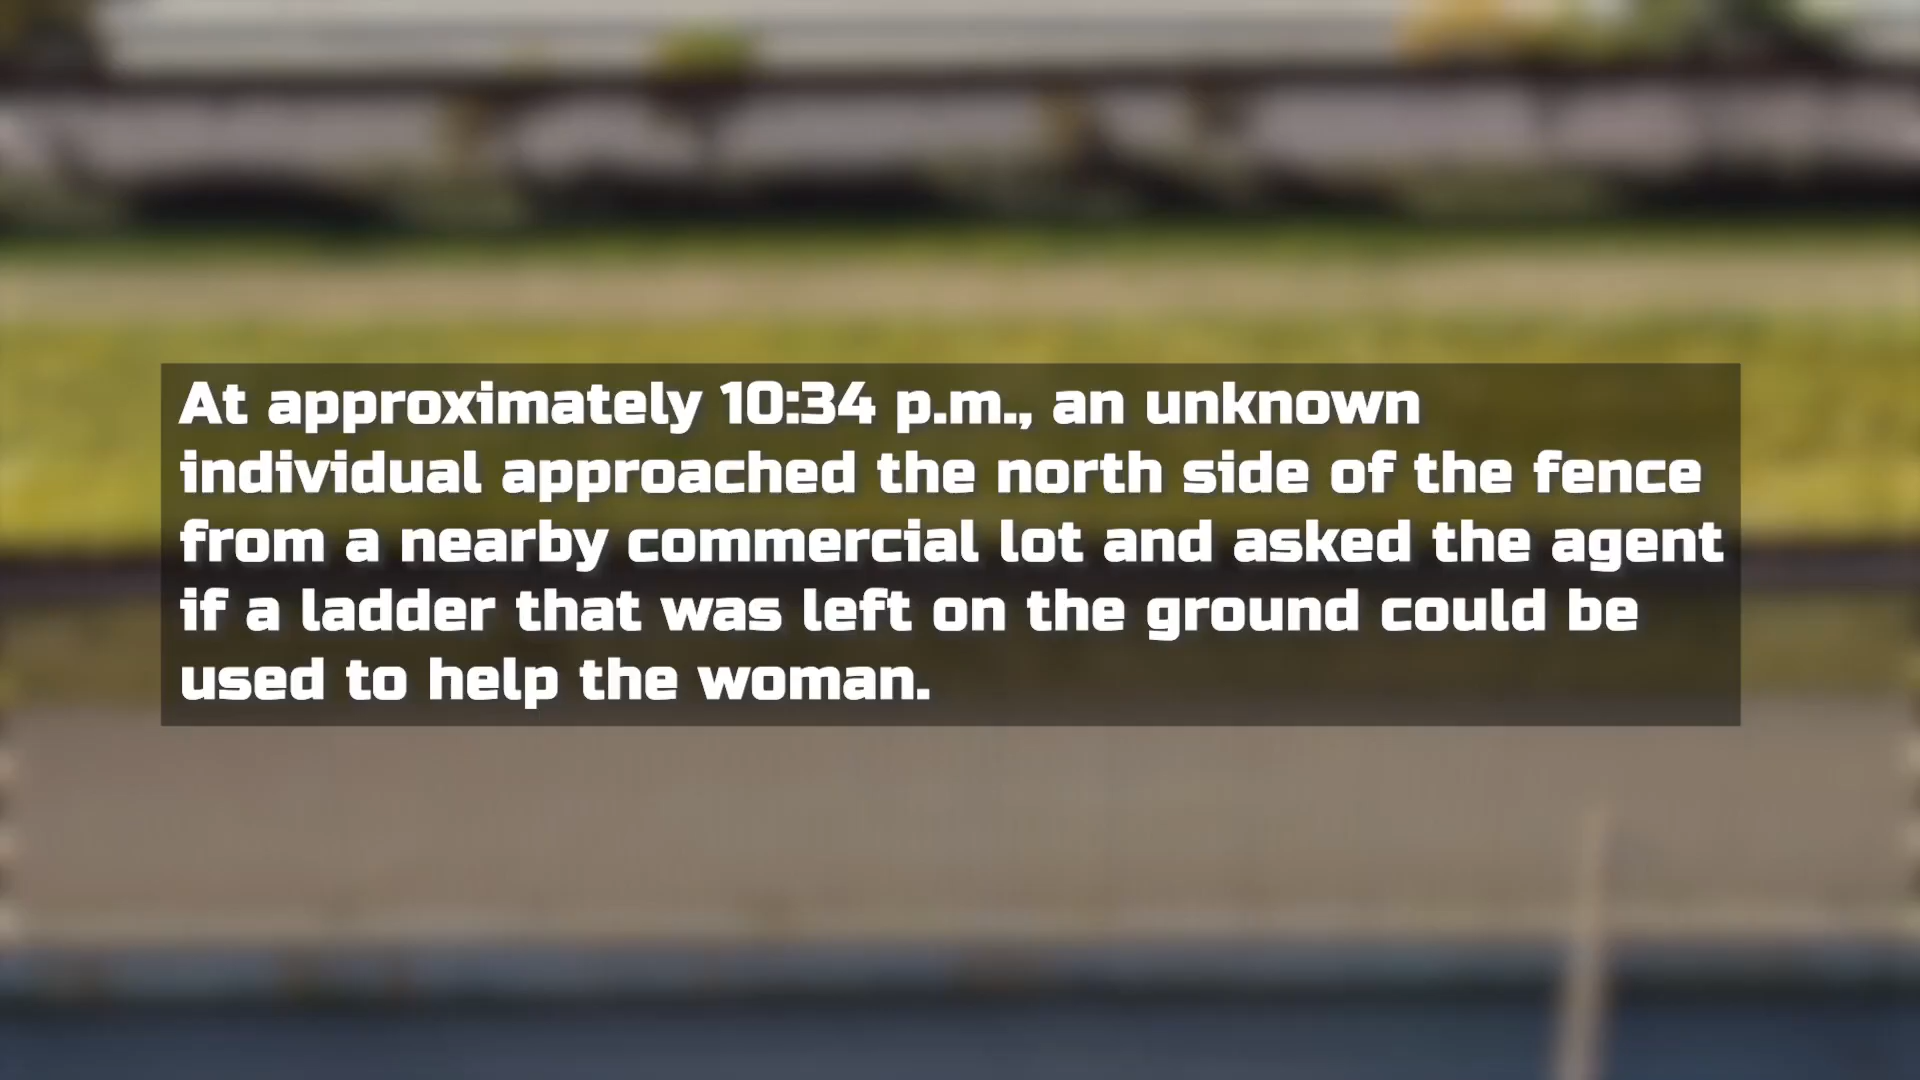 At approximately 10:34 p.m., an unknown
individual approached the north side of the fence
from a nearby commercial lot and asked the agent
if a ladder that was left on the ground could be
used to help the woman.